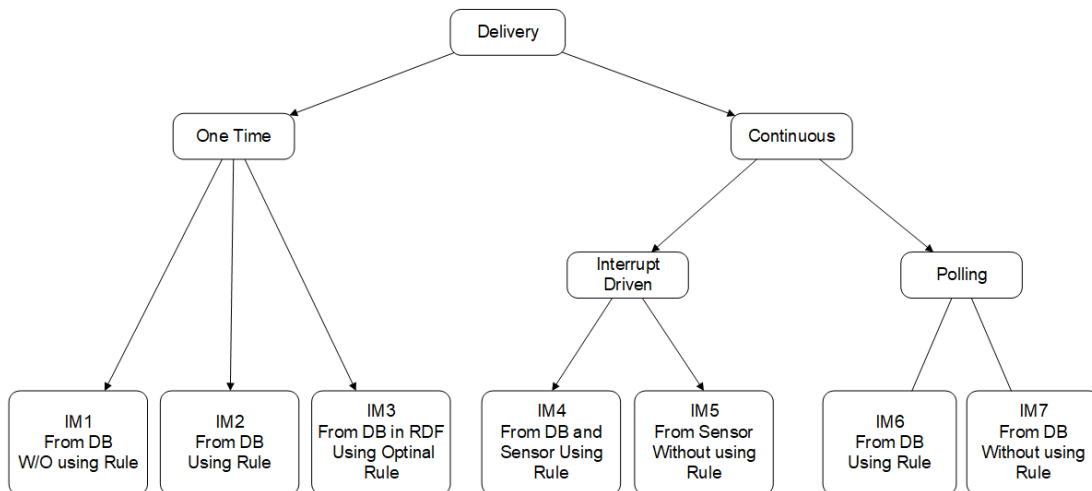 Delivery
One Time
Continuous
Interrupt
Driven
Polling
IM1
From DB
W/O using Rule
IM2
From DB
Using Rule
IM3
From DB in RDF
Using Optinal
Rule
IM4
From DB and
Sensor Using
Rule
IM5
From Sensor
Without using
Rule
IM6
From DB
Using Rule
IM7
From DB
Without using
Rule